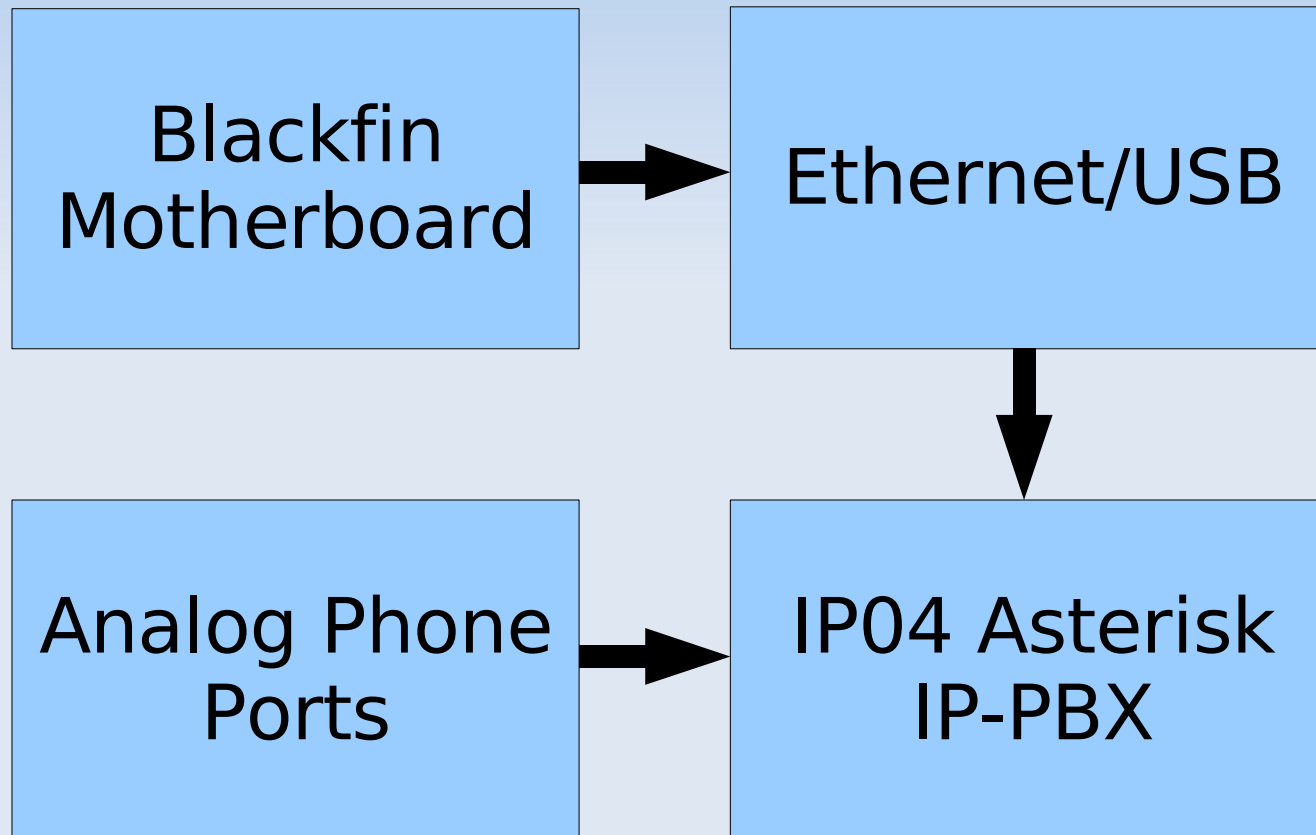 Blackfin
Motherboard
Ethernet/USB
Analog Phone
Ports
IP04 Asterisk
IP-PBX